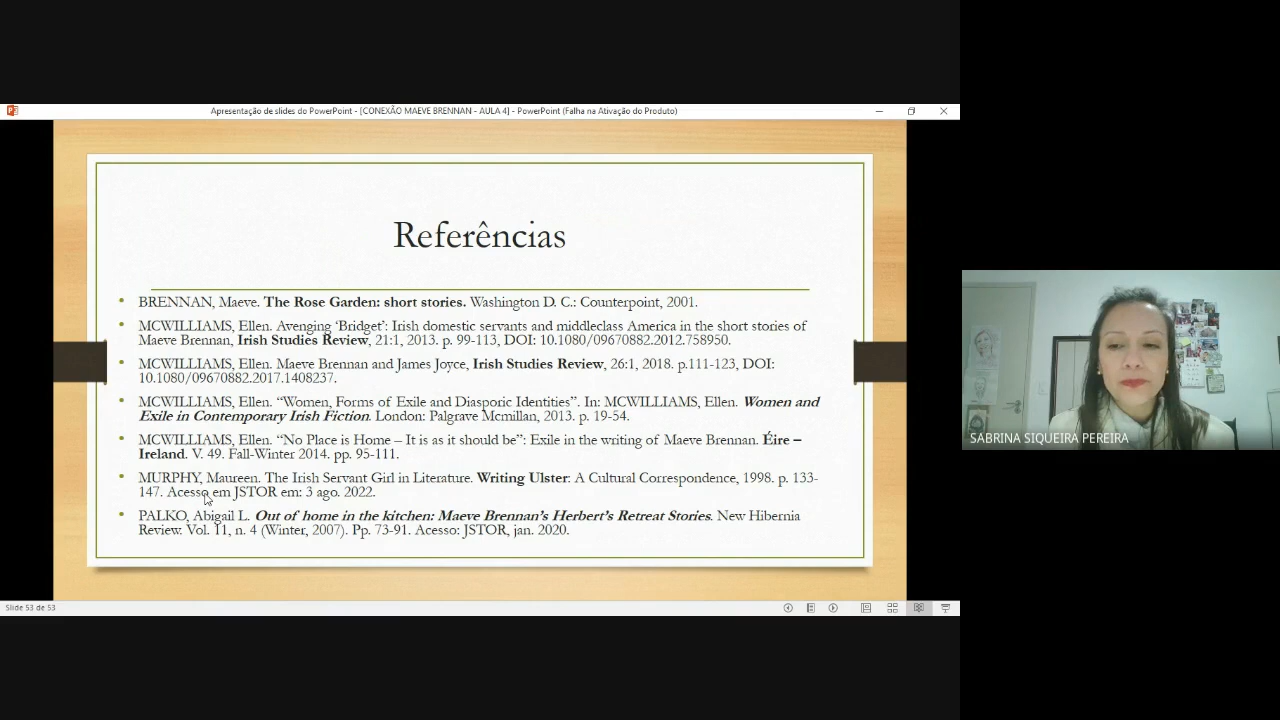 Apresentação de slides do PowerPoint - [CONEXÃO MAEVE BRENNAN - AULA 4] - PowerPoint (Falha na Ativação do Produto)
Referências
• BRENNAN, Maeve. The Rose Garden: short stories. Washington D. C.: Counterpoint, 2001.
• MCWILLIAMS, Ellen. Avenging ‘Bridget’: Irish domestic servants and middleclass America in the short stories of
Maeve Brennan, Irish Studies Review, 21:1, 2013. p. 99-113, DOI: 10.1080/09670882.2012.758950.
• MCWILLIAMS, Ellen. Maeve Brennan and James Joyce, Irish Studies Review, 26:1, 2018. p.111-123, DOI:
10.1080/09670882.2017.1408237.
• MCWILLIAMS, Ellen. “Women, Forms of Exile and Diasporic Identities”. In: MCWILLIAMS, Ellen. Women and
Exile in Contemporary Irish Fiction. London: Palgrave Mcmillan, 2013. p. 19-54.
• MCWILLIAMS, Ellen. “No Place is Home – It is as it should be”: Exile in the writing of Maeve Brennan. Éire –
Ireland. V. 49. Fall-Winter 2014. pp. 95-111.
• MURPHY, Maureen. The Irish Servant Girl in Literature. Writing Ulster: A Cultural Correspondence, 1998. p. 133-
147. Acesso em JSTOR em: 3 ago. 2022.
• PALKO, Abigail L. Out of home in the kitchen: Maeve Brennan’s Herbert’s Retreat Stories. New Hibernia
Review. Vol. 11, n. 4 (Winter, 2007). Pp. 73-91. Acesso: JSTOR, jan. 2020.
SABRINA SIQUEIRA PEREIRA
Slide 53 de 53